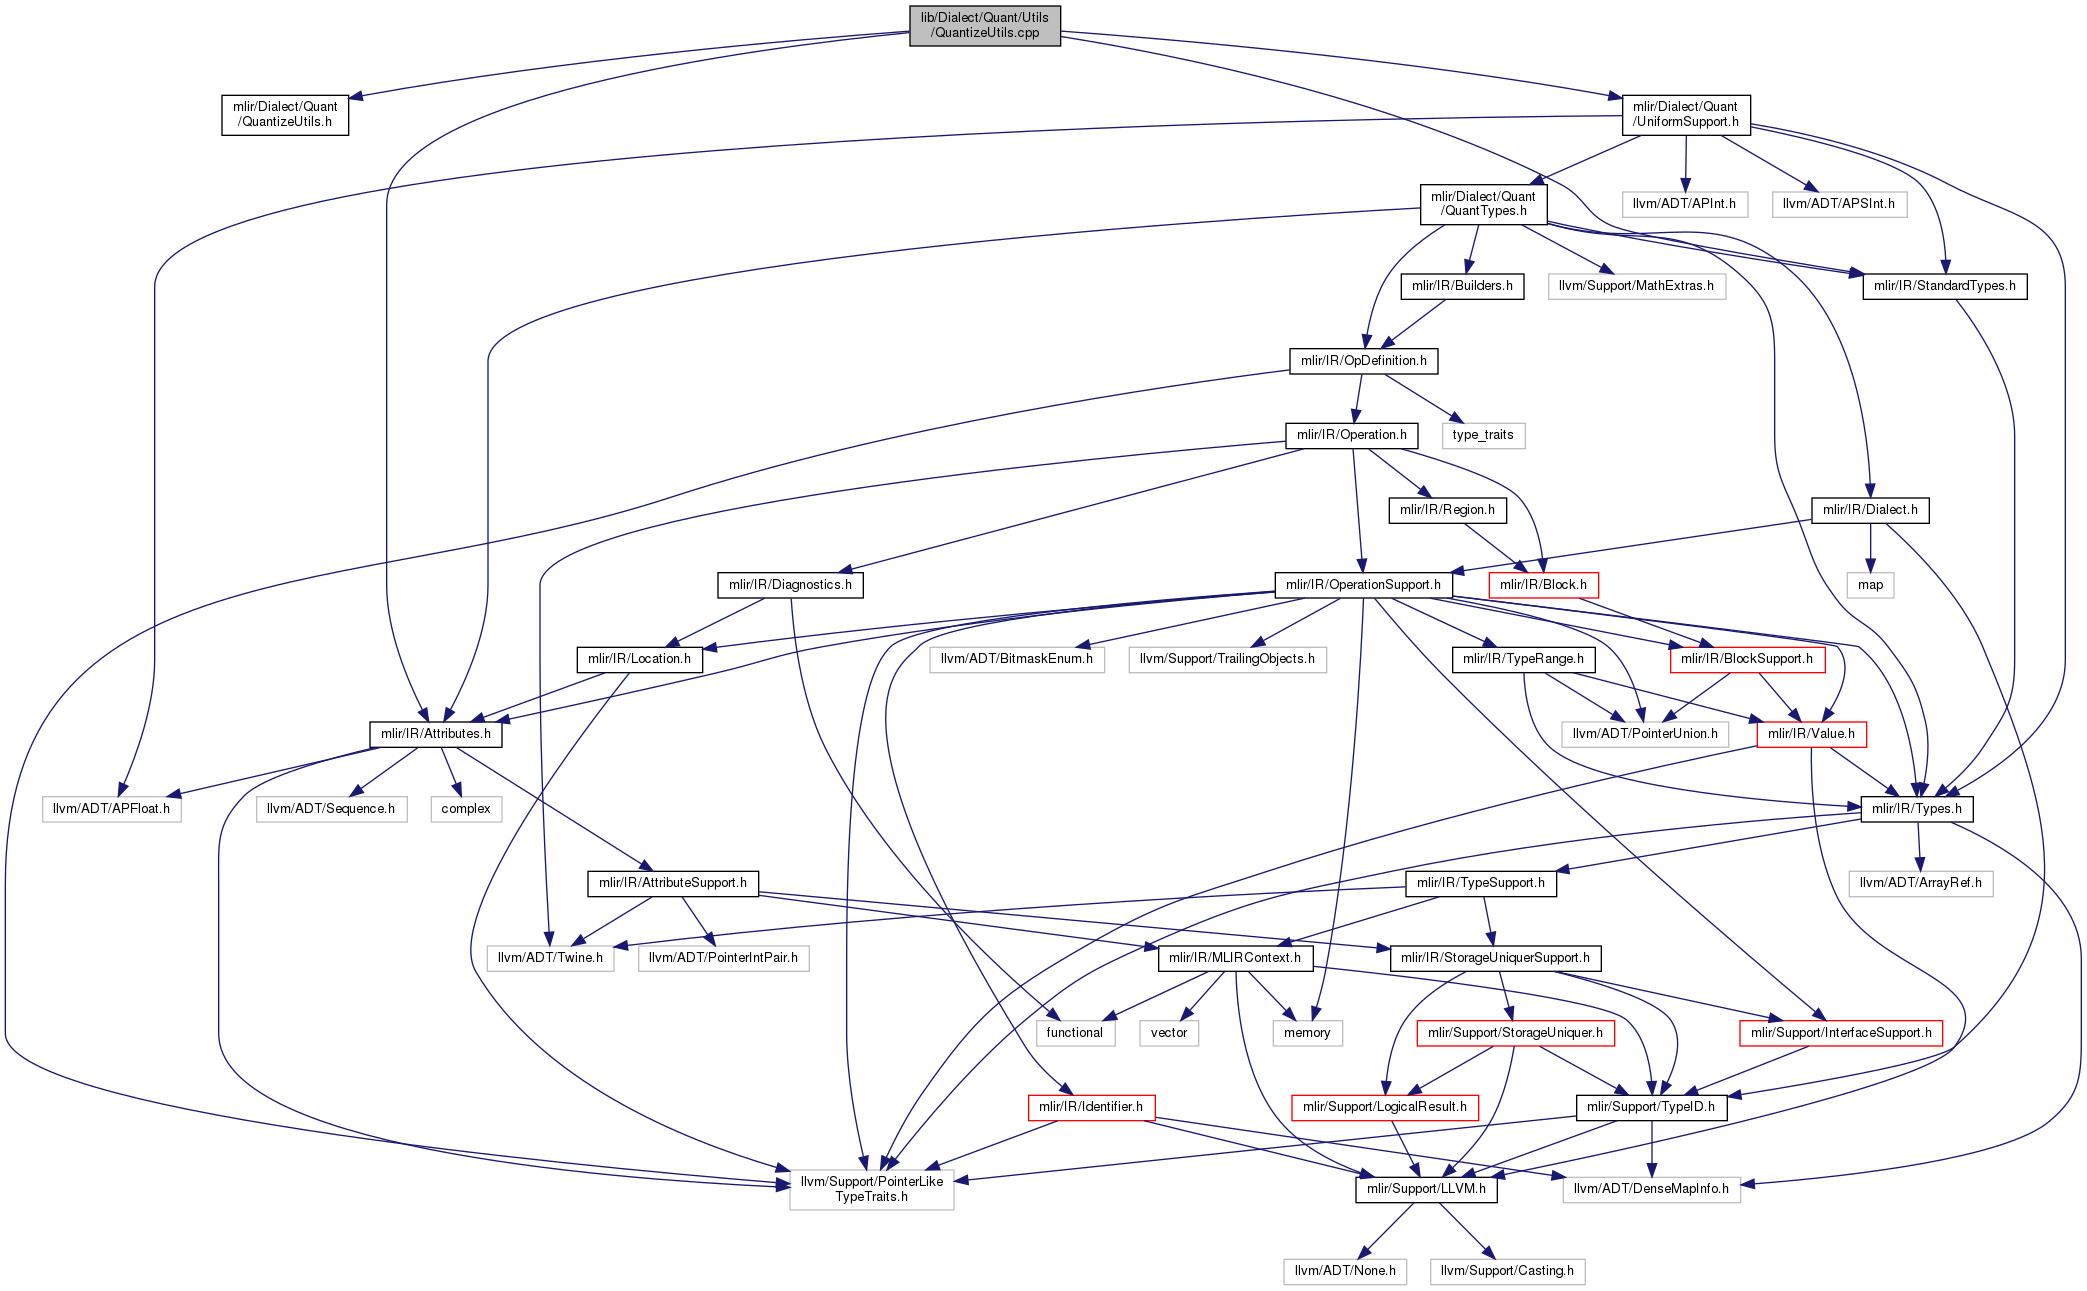 lib/Dialect/Quant/Utils
/QuantizeUtils.cpp
mlir/Dialect/Quant
/QuantizeUtils.h
mlir/Dialect/Quant
/UniformSupport.h
mlir/Dialect/Quant
/QuantTypes.h
llvm/ADT/APInt.h
llvm/ADT/APSInt.h
mlir/IR/Builders.h
llvm/Support/MathExtras.h
mlir/IR/StandardTypes.h
mlir/IR/OpDefinition.h
mlir/IR/Operation.h
type_traits
mlir/IR/Region.h
mlir/IR/Dialect.h
mlir/IR/Diagnostics.h
mlir/IR/OperationSupport.h
mlir/IR/Block.h
map
mlir/IR/Location.h
llvm/ADT/BitmaskEnum.h
llvm/Support/TrailingObjects.h
mlir/IR/TypeRange.h
mlir/IR/BlockSupport.h
mlir/IR/Attributes.h
llvm/ADT/PointerUnion.h
mlir/IR/Value.h
llvm/ADT/APFloat.h
llvm/ADT/Sequence.h
complex
mlir/IR/Types.h
mlir/IR/AttributeSupport.h
mlir/IR/TypeSupport.h
llvm/ADT/ArrayRef.h
llvm/ADT/Twine.h
llvm/ADT/PointerIntPair.h
mlir/IR/MLIRContext.h
mlir/IR/StorageUniquerSupport.h
functional
vector
memory
mlir/Support/StorageUniquer.h
mlir/Support/InterfaceSupport.h
mlir/IR/Identifier.h
mlir/Support/LogicalResult.h
mlir/Support/TypeID.h
llvm/Support/PointerLike
TypeTraits.h
mlir/Support/LLVM.h
llvm/ADT/DenseMapInfo.h
llvm/ADT/None.h
llvm/Support/Casting.h